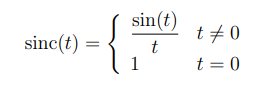 sinc(t) = { sin(t)/t  t ≠ 0
1  t = 0